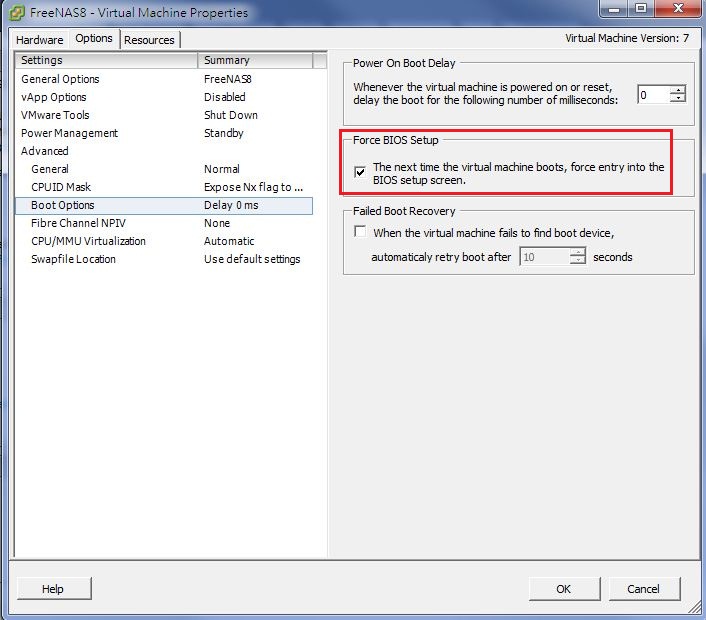 FreeNAS8 - Virtual Machine Properties
Hardware Options Resources Virtual Machine Version: 7
Settings Summary
General Options FreeNAS8
vApp Options Disabled
VMware Tools Shut Down
Power Management Standby
Advanced
General Normal
CPUID Mask Expose Nx flag to ...
Boot Options Delay 0 ms
Fibre Channel NPIV None
CPU/MMU Virtualization Automatic
Swapfile Location Use default settings
Power On Boot Delay
Whenever the virtual machine is powered on or reset,
delay the boot for the following number of milliseconds: 0
Force BIOS Setup
The next time the virtual machine boots, force entry into the
BIOS setup screen.
Failed Boot Recovery
When the virtual machine fails to find boot device,
automaticaly retry boot after 10 seconds
Help OK Cancel